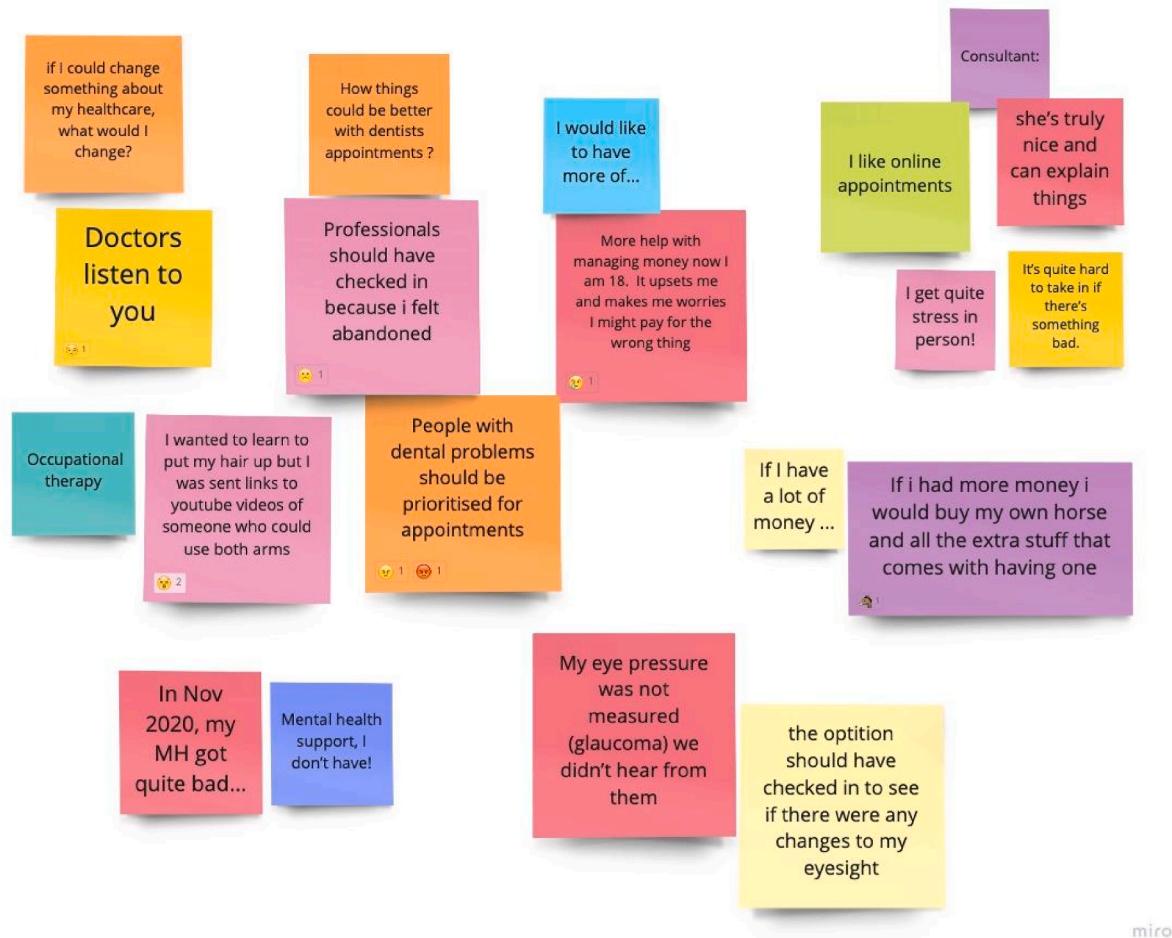 if I could change
something about
my healthcare,
what would I
change?
Doctors
listen to
you
1
How things
could be better
with dentists
appointments ?
Professionals
should have
checked in
because i felt
abandoned
1
People with
dental problems
should be
prioritised for
appointments
1 1
I would like
to have
more of...
More help with
managing money now I
am 18. It upsets me
and makes me worries
I might pay for the
wrong thing
1
Consultant:
I like online
appointments
she's truly
nice and
can explain
things
I get quite
stress in
person!
It's quite hard
to take in if
there's
something
bad.
Occupational
therapy
I wanted to learn to
put my hair up but I
was sent links to
youtube videos of
someone who could
use both arms
2
If I have
a lot of
money ...
If i had more money i
would buy my own horse
and all the extra stuff that
comes with having one
1
In Nov
2020, my
MH got
quite bad...
Mental health
support, I
don't have!
My eye pressure
was not
measured
(glaucoma) we
didn't hear from
them
the optition
should have
checked in to see
if there were any
changes to my
eyesight
miro